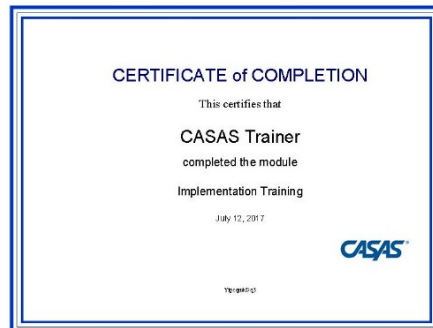 CERTIFICATE of COMPLETION
This certifies that
CASAS Trainer
completed the module
Implementation Training
July 12, 2017
CASAS